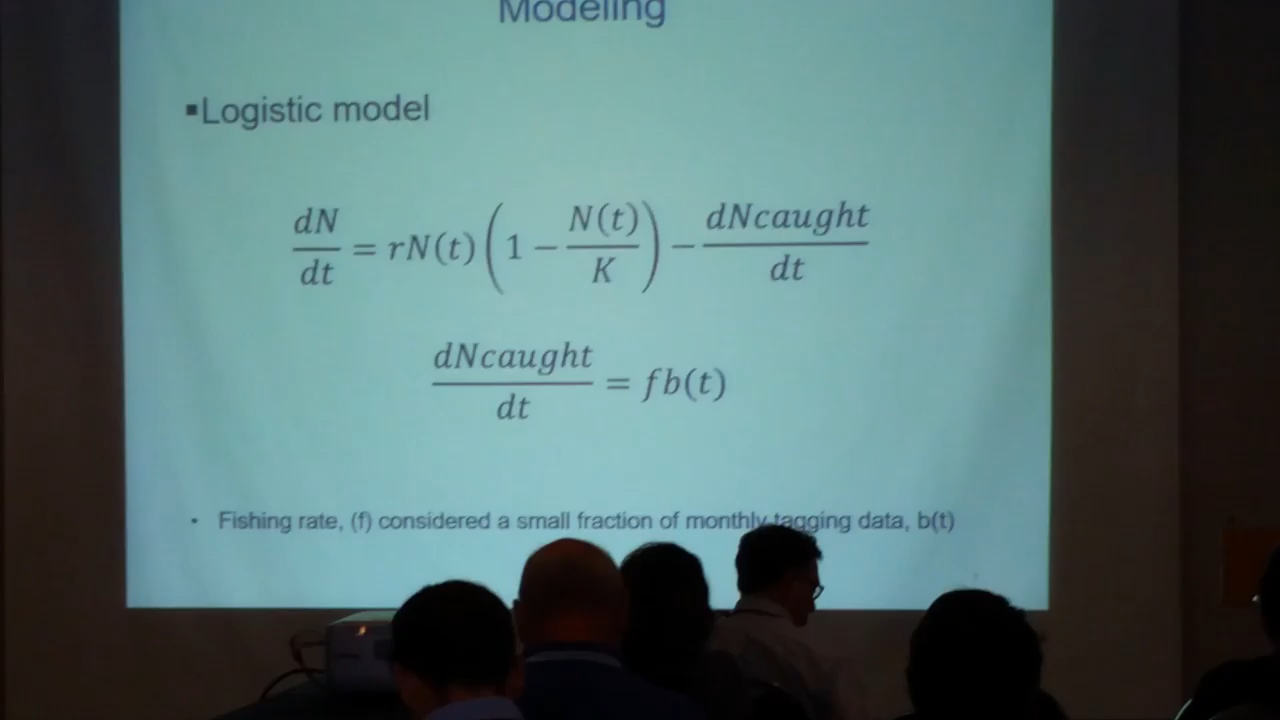 Modeling
▪Logistic model
dN/dt = rN(t)(1 − N(t)/K) − dNcaught/dt
dNcaught/dt = fb(t)
• Fishing rate, (f) considered a small fraction of monthly tagging data, b(t)